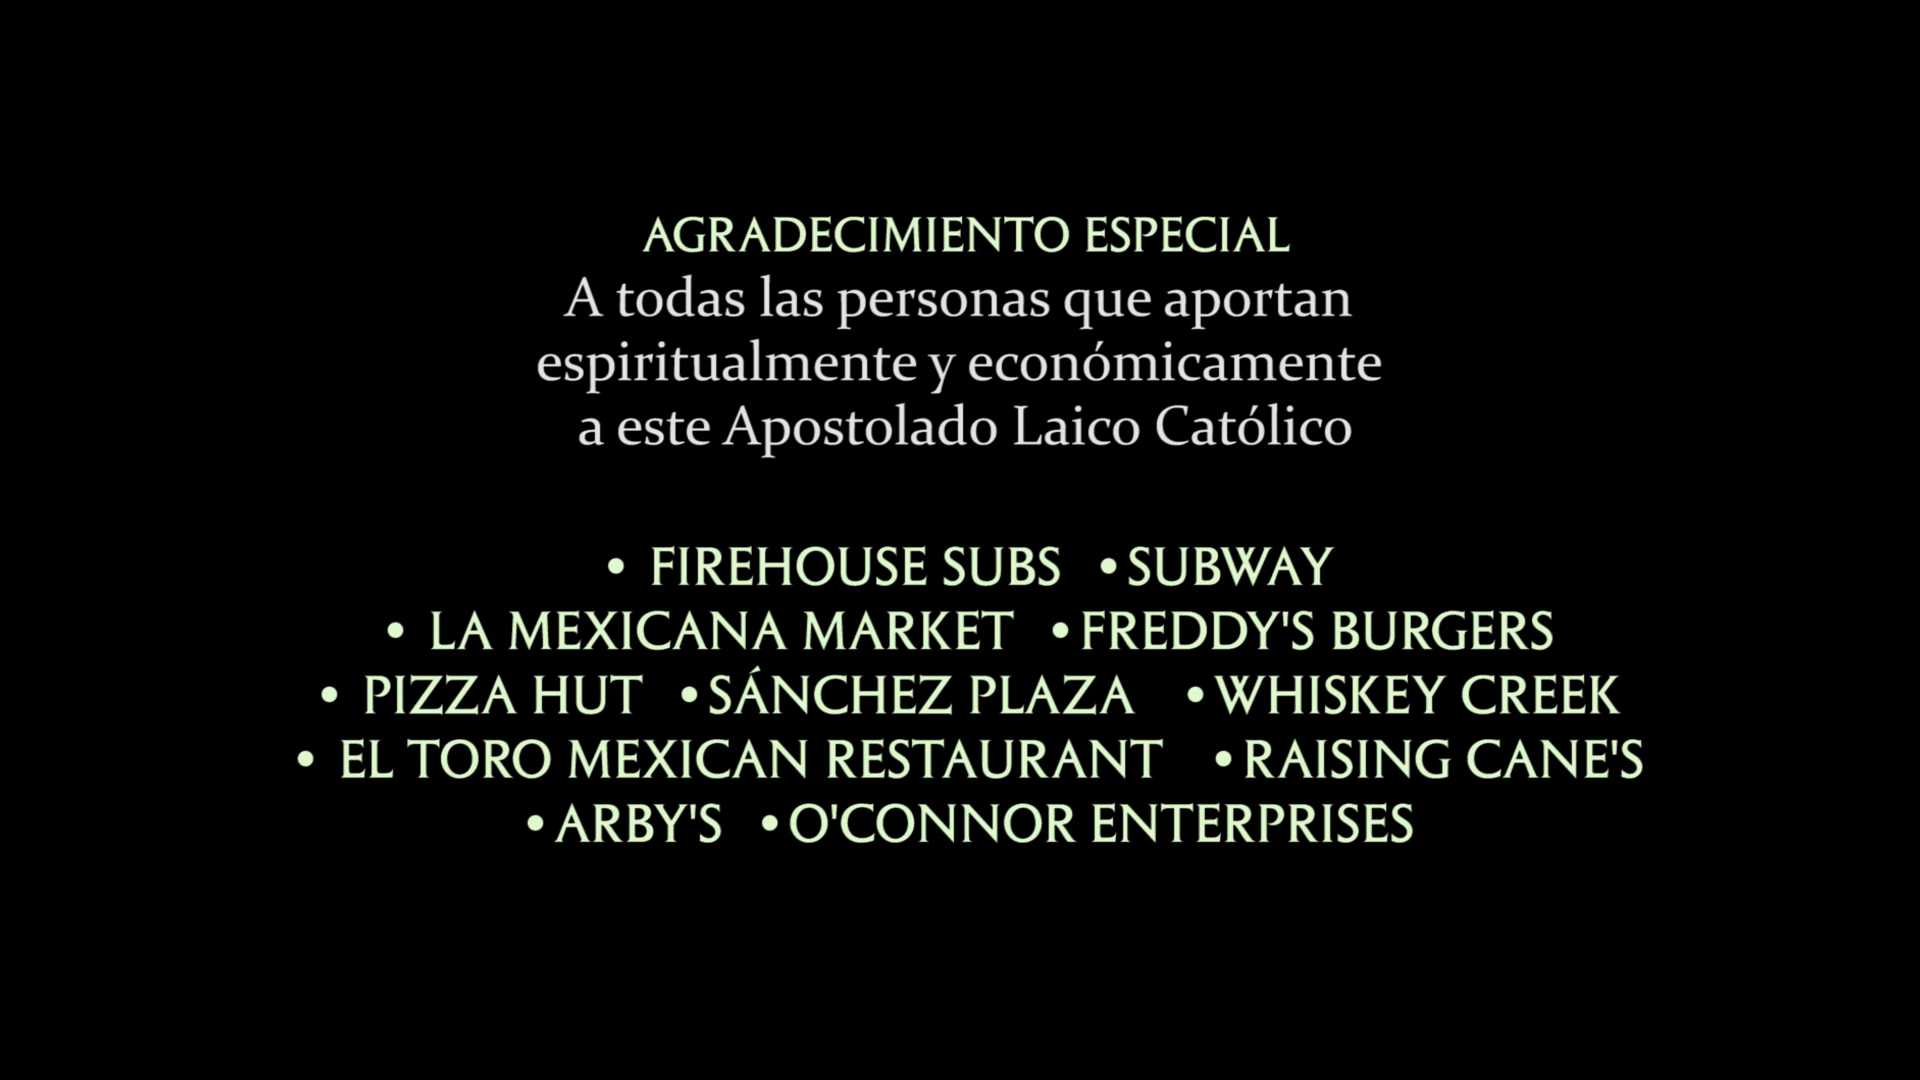 AGRADECIMIENTO ESPECIAL
A todas las personas que aportan
espiritualmente y económicamente
a este Apostolado Laico Católico
• FIREHOUSE SUBS • SUBWAY
• LA MEXICANA MARKET • FREDDY'S BURGERS
• PIZZA HUT • SÁNCHEZ PLAZA • WHISKEY CREEK
• EL TORO MEXICAN RESTAURANT • RAISING CANE'S
• ARBY'S • O'CONNOR ENTERPRISES